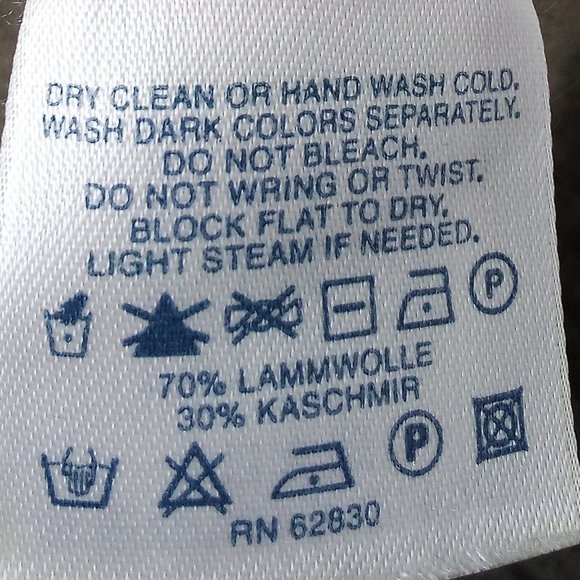 DRY CLEAN OR HAND WASH COLD.
WASH DARK COLORS SEPARATELY.
DO NOT BLEACH.
DO NOT WRING OR TWIST.
BLOCK FLAT TO DRY.
LIGHT STEAM IF NEEDED.
P
70% LAMMWOLLE
30% KASCHMIR
P
RN 62830